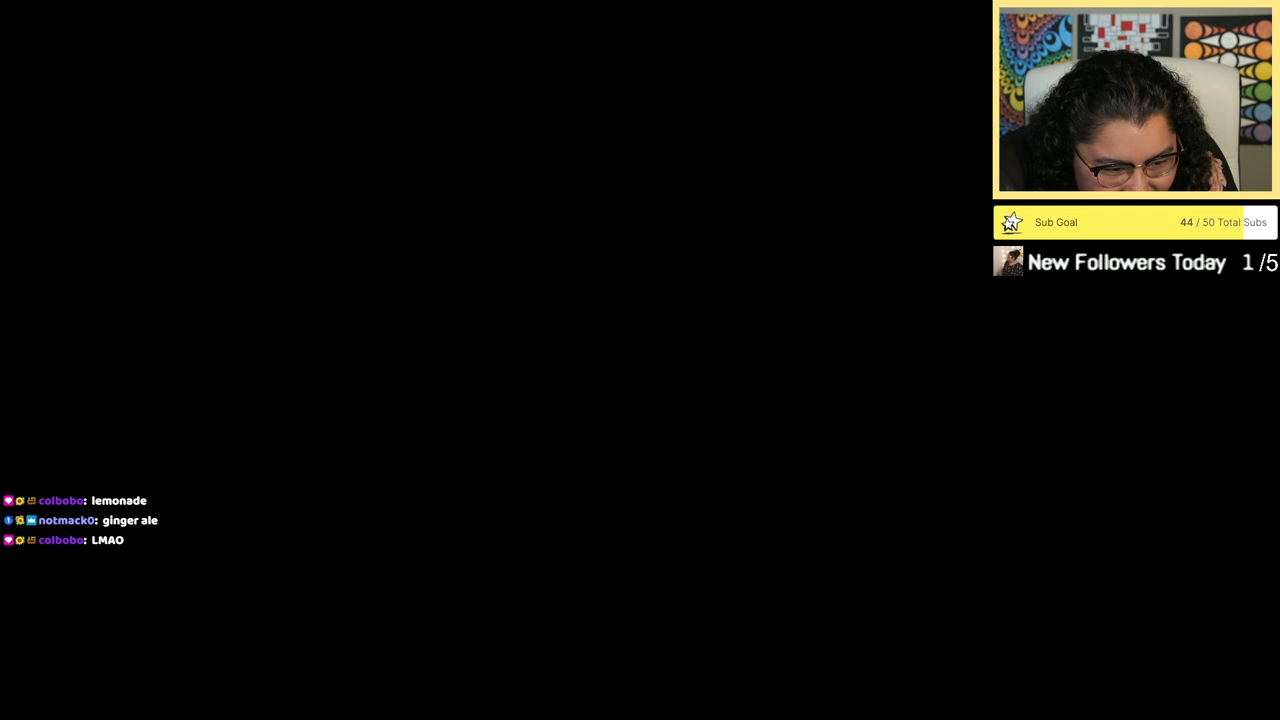 Sub Goal
44 / 50 Total Subs
New Followers Today 1 /5
colbobo: lemonade
notmack0: ginger ale
colbobo: LMAO